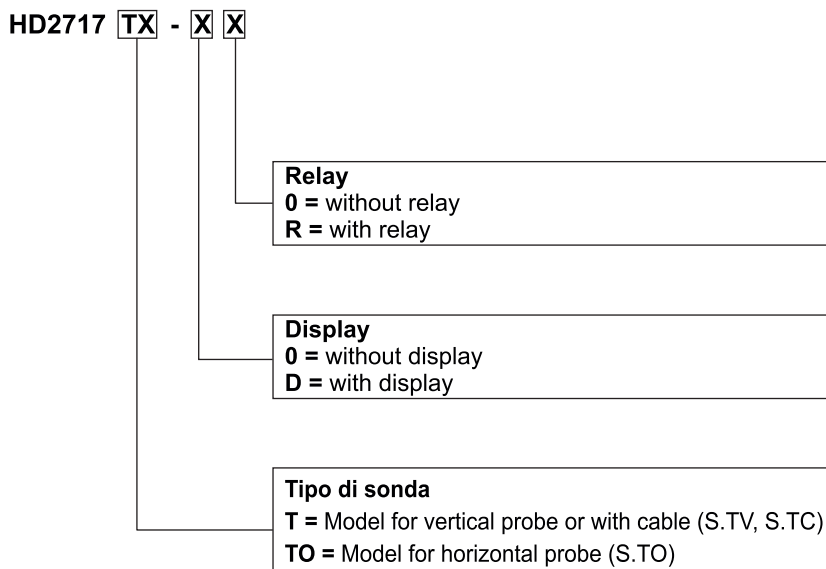 HD2717 TX - X X
Relay
0 = without relay
R = with relay
Display
0 = without display
D = with display
Tipo di sonda
T = Model for vertical probe or with cable (S.TV, S.TC)
TO = Model for horizontal probe (S.TO)